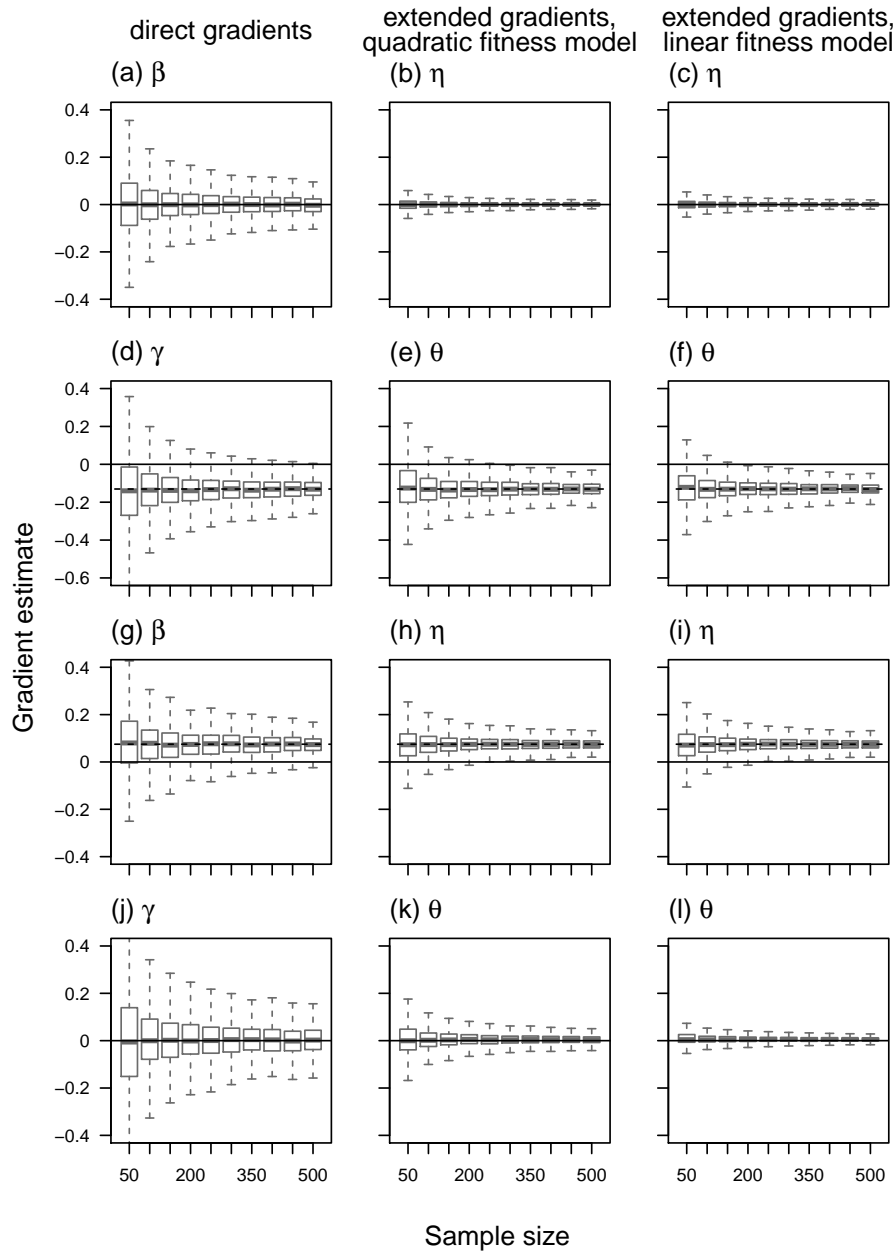 direct gradients
extended gradients,
quadratic fitness model
extended gradients,
linear fitness model
(a) β
(b) η
(c) η
0.4
0.2
0
−0.2
−0.4
(d) γ
(e) θ
(f) θ
0.4
0.2
0
−0.2
−0.4
−0.6
(g) β
(h) η
(i) η
0.4
0.2
0
−0.2
−0.4
(j) γ
(k) θ
(l) θ
0.4
0.2
0
−0.2
−0.4
50 200 350 500
50 200 350 500
50 200 350 500
Gradient estimate
Sample size